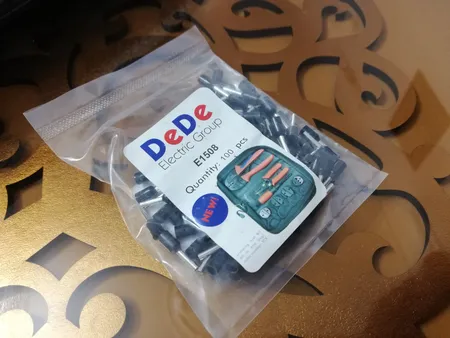 DeDe
Electric Group
E1508
Quantity: 100 pcs
NEW!